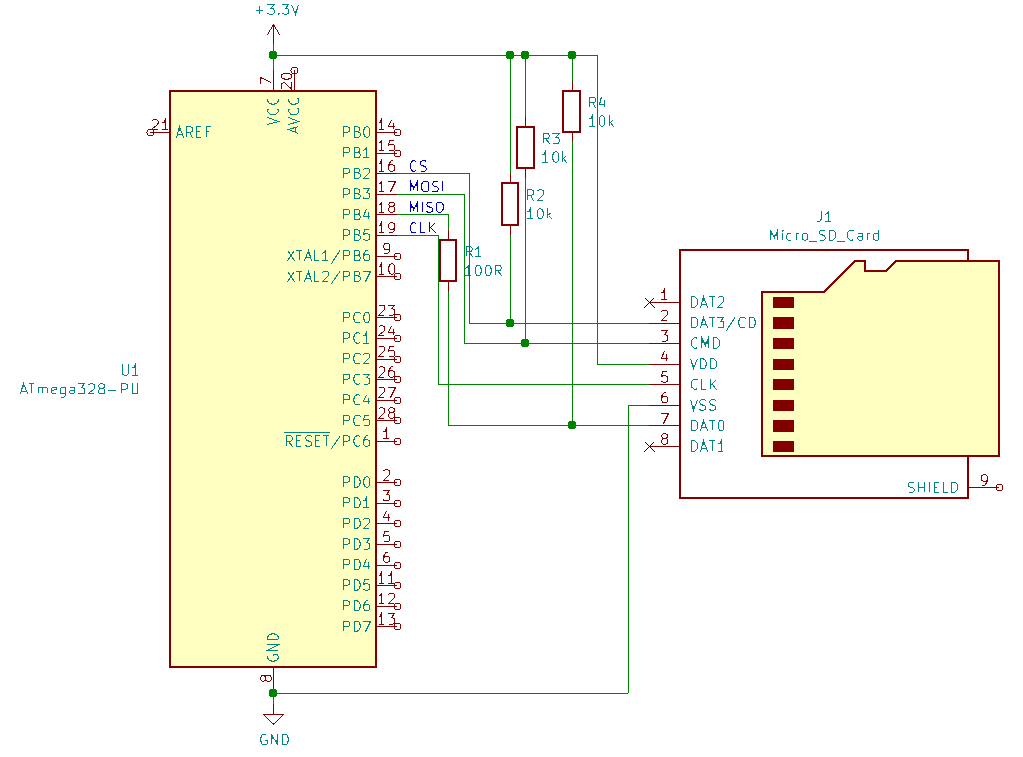 +3.3V
7
VCC
20
AVCC
21
AREF
PB0
14
PB1
15
PB2
16
CS
PB3
17
MOSI
PB4
18
MISO
PB5
19
CLK
XTAL1/PB6
9
XTAL2/PB7
10
PC0
23
PC1
24
PC2
25
PC3
26
PC4
27
PC5
28
RESET/PC6
1
PD0
2
PD1
3
PD2
4
PD3
5
PD4
6
PD5
11
PD6
12
PD7
13
U1
ATmega328-PU
GND
8
GND
R4
10k
R3
10k
R2
10k
R1
100R
J1
Micro_SD_Card
1
DAT2
2
DAT3/CD
3
CMD
4
VDD
5
CLK
6
VSS
7
DAT0
8
DAT1
SHIELD
9